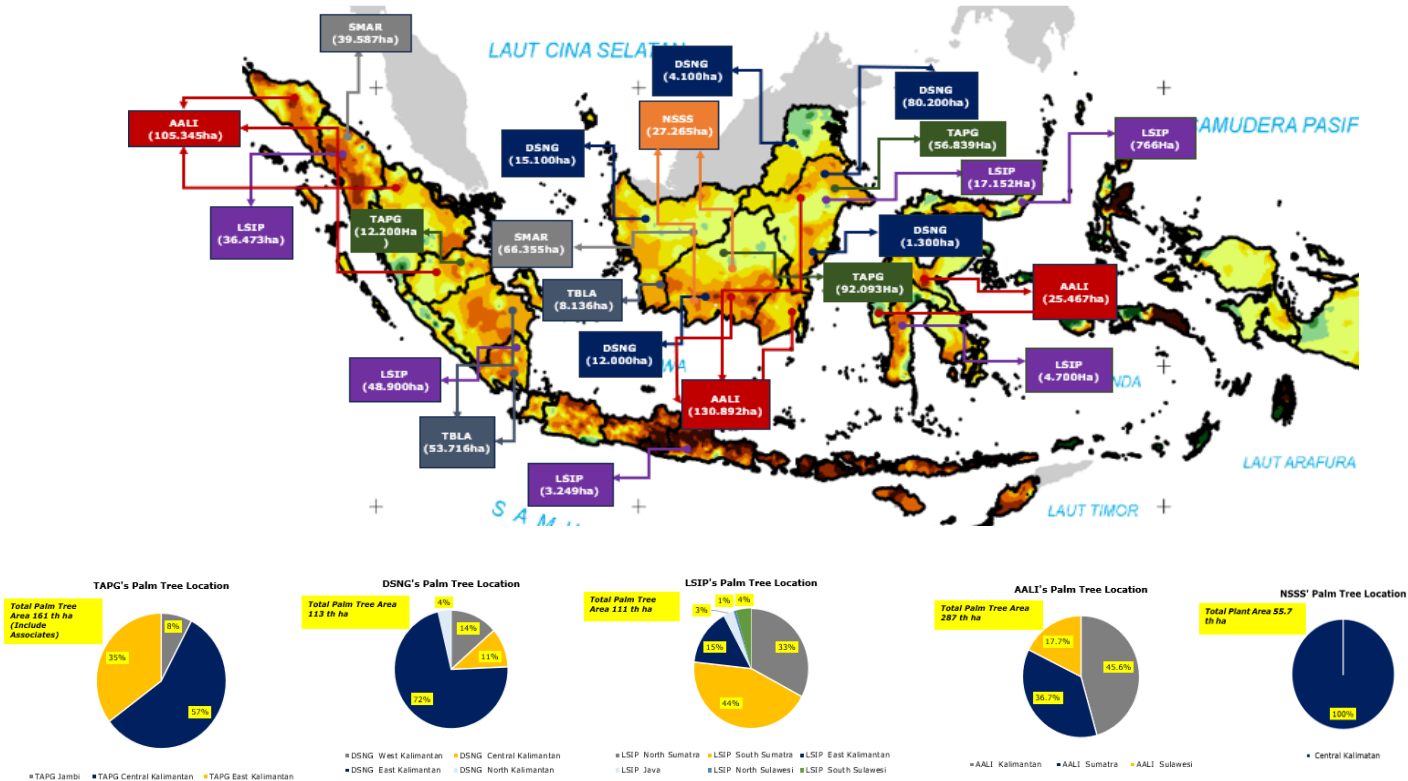 SMAR
(39.587ha)
LAUT CINA SELATAN
DSNG
(4.100ha)
DSNG
(80.200ha)
AALI
(105.345ha)
NSSS
(27.265ha)
TAPG
(56.839ha)
LSIP
(766Ha)
SAMUDERA PASIF
DSNG
(15.100ha)
LSIP
(17.152Ha)
LSIP
(36.473ha)
TAPG
(12.200Ha
)
SMAR
(66.355ha)
DSNG
(1.300ha)
TBLA
(8.136ha)
TAPG
(92.093Ha)
AALI
(25.467ha)
DSNG
(12.000ha)
WA
LSIP
(48.900ha)
LSIP
(4.700Ha)
NDA
AALI
(130.892ha)
TBLA
(53.716ha)
LSIP
(3.249ha)
LAUT ARAFURA
LAUT TIMOR
S A M
TAPG's Palm Tree Location
Total Palm Tree
Area 161 th ha
(Include
Associates)
8%
35%
57%
TAPG Jambi TAPG Central Kalimantan TAPG East Kalimantan
DSNG's Palm Tree Location
Total Palm Tree Area
113 th ha
4%
14%
11%
72%
DSNG West Kalimantan DSNG Central Kalimantan
DSNG East Kalimantan DSNG North Kalimantan
LSIP's Palm Tree Location
Total Palm Tree
Area 111 th ha
3% 1% 4%
15% 33%
44%
LSIP North Sumatra LSIP South Sumatra LSIP East Kalimantan
LSIP Java LSIP North Sulawesi LSIP South Sulawesi
AALI's Palm Tree Location
Total Palm Tree Area
287 th ha
17.7%
45.6%
36.7%
AALI Kalimantan AALI Sumatra AALI Sulawesi
NSSS' Palm Tree Location
Total Plant Area 55.7
th ha
100%
Central Kalimatan